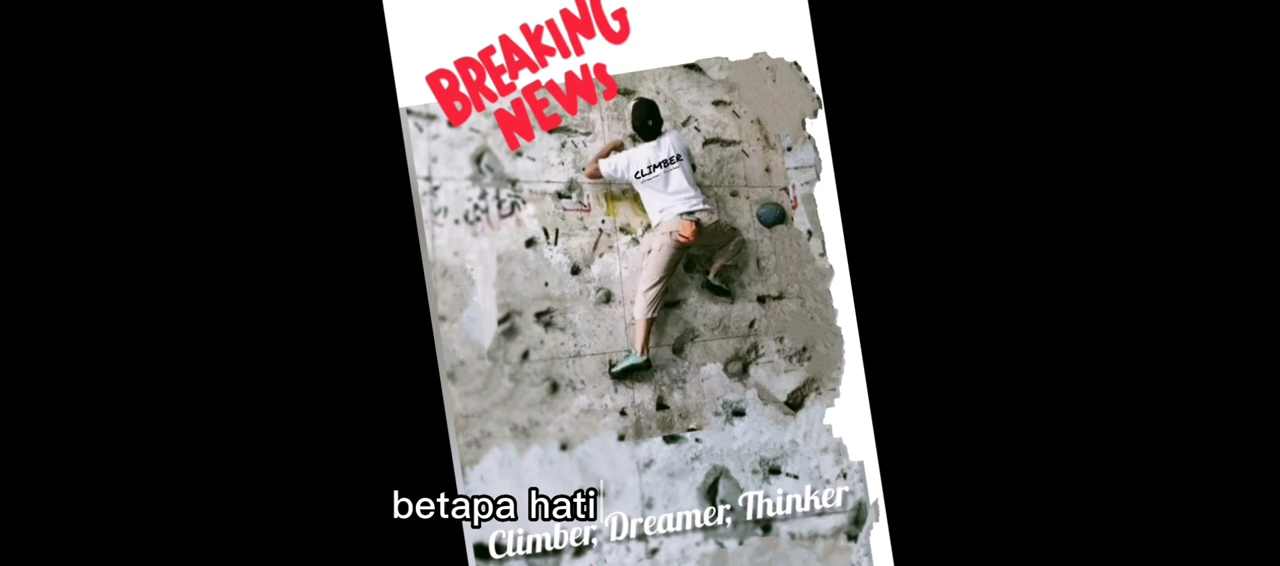 BREAKING
NEWS
CLIMBER
betapa hati
Climber, Dreamer, Thinker